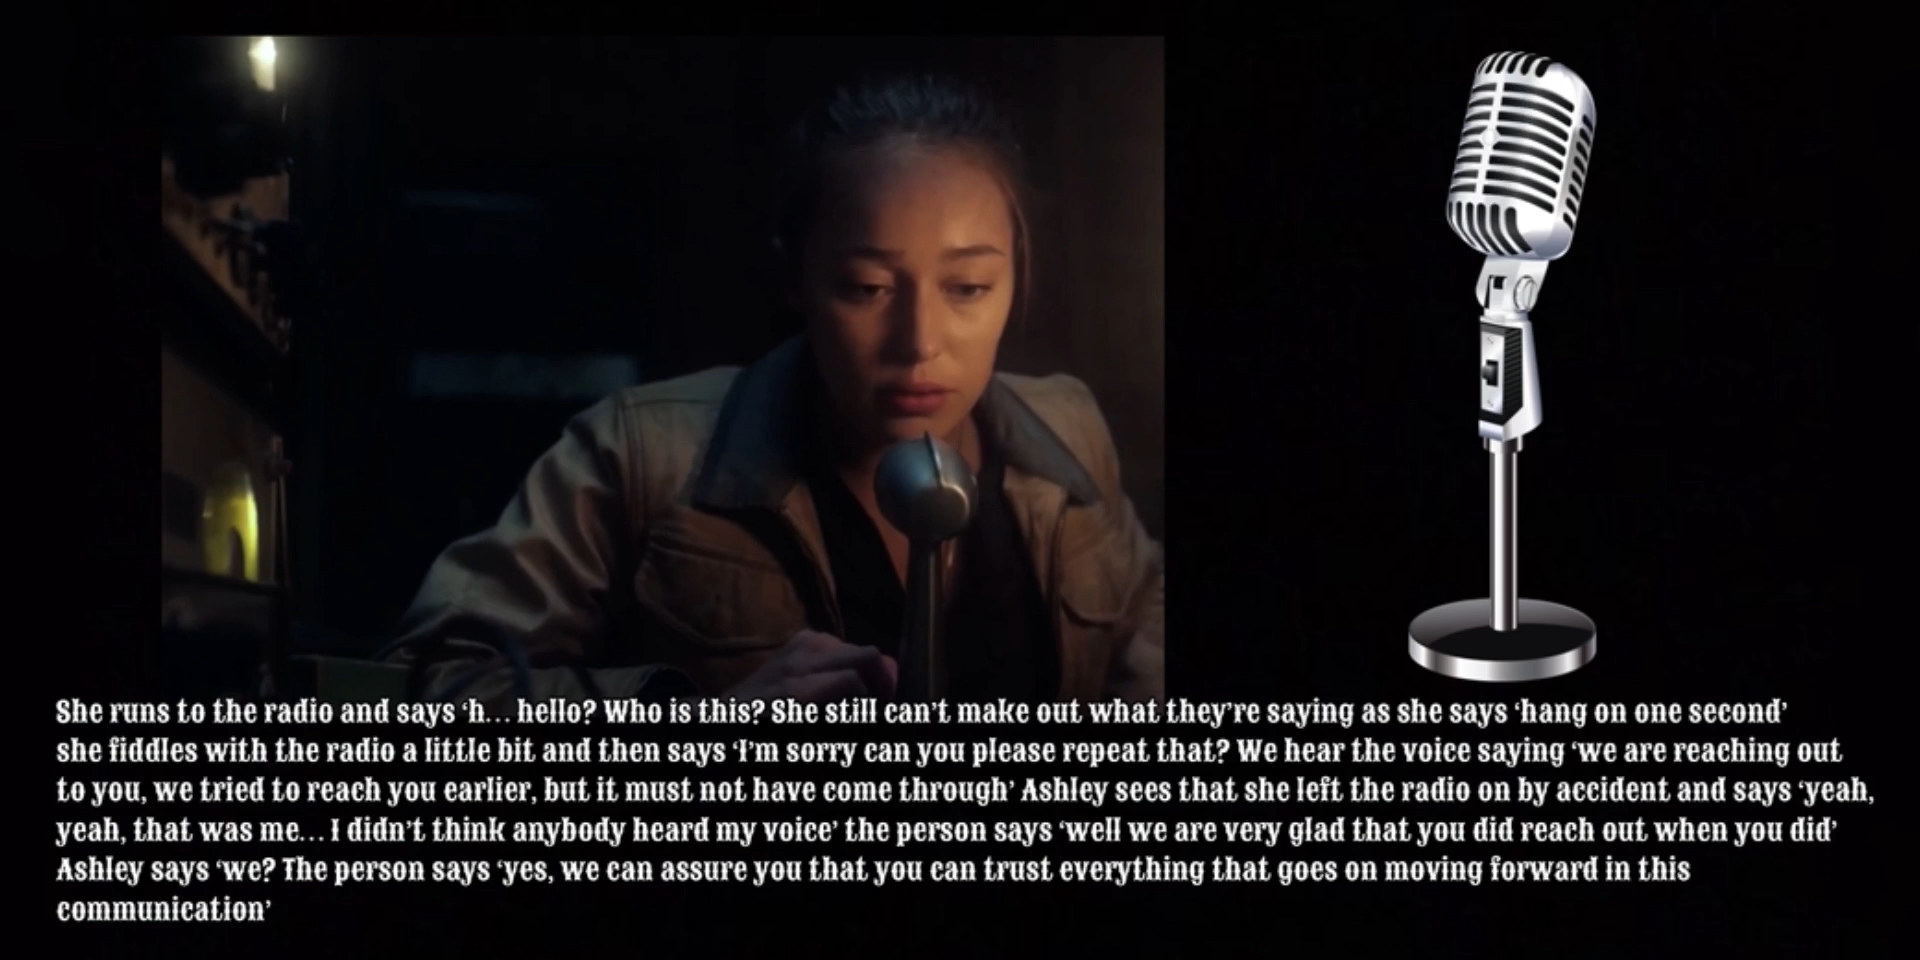 She runs to the radio and says ‘h... hello? Who is this? She still can’t make out what they’re saying as she says ‘hang on one second’
she fiddles with the radio a little bit and then says ‘I’m sorry can you please repeat that? We hear the voice saying ‘we are reaching out
to you, we tried to reach you earlier, but it must not have come through’ Ashley sees that she left the radio on by accident and says ‘yeah,
yeah, that was me... I didn’t think anybody heard my voice’ the person says ‘well we are very glad that you did reach out when you did’
Ashley says ‘we? The person says ‘yes, we can assure you that you can trust everything that goes on moving forward in this
communication’